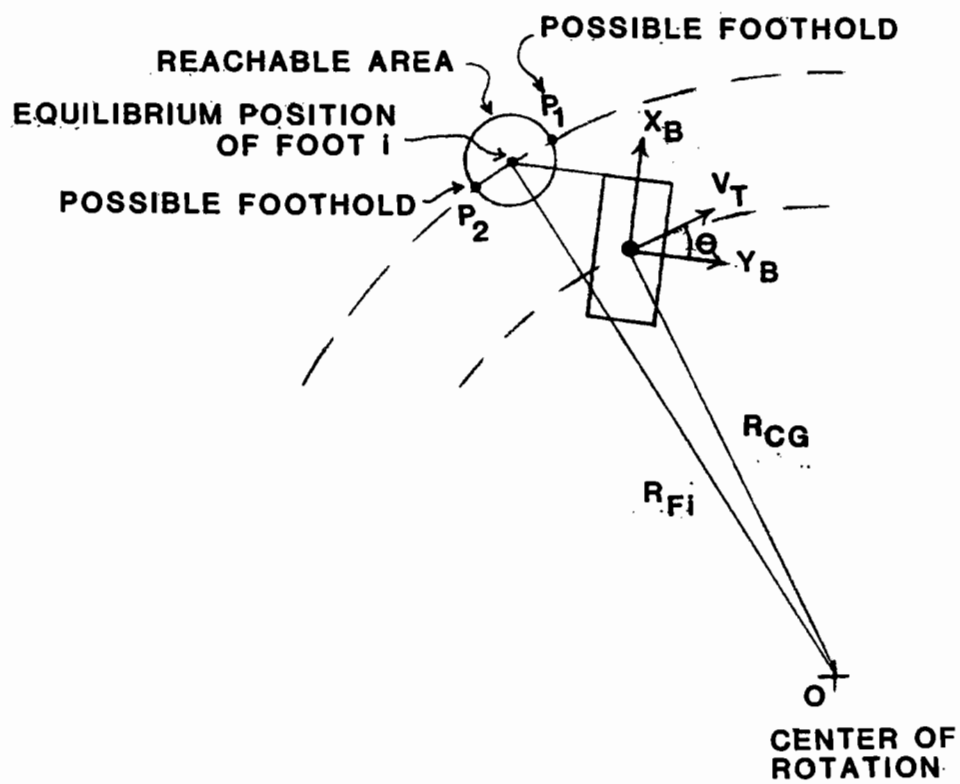 POSSIBLE FOOTHOLD
REACHABLE AREA
P1
EQUILIBRIUM POSITION
OF FOOT i
XB
POSSIBLE FOOTHOLD
P2
VT
θ
YB
RCG
RFi
O
CENTER OF
ROTATION